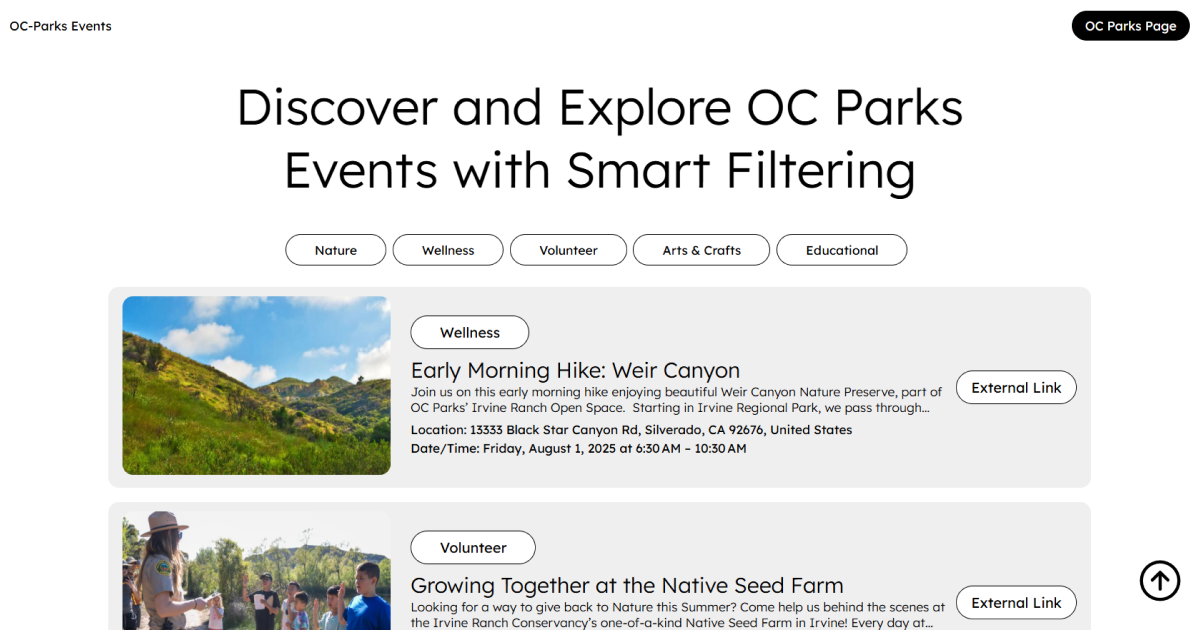 OC-Parks Events
OC Parks Page
Discover and Explore OC Parks
Events with Smart Filtering
Nature
Wellness
Volunteer
Arts & Crafts
Educational
Wellness
Early Morning Hike: Weir Canyon
Join us on this early morning hike enjoying beautiful Weir Canyon Nature Preserve, part of
OC Parks’ Irvine Ranch Open Space.  Starting in Irvine Regional Park, we pass through...
Location: 13333 Black Star Canyon Rd, Silverado, CA 92676, United States
Date/Time: Friday, August 1, 2025 at 6:30 AM – 10:30 AM
External Link
Volunteer
Growing Together at the Native Seed Farm
Looking for a way to give back to Nature this Summer? Come help us behind the scenes at
the Irvine Ranch Conservancy’s one-of-a-kind Native Seed Farm in Irvine! Every day at...
External Link